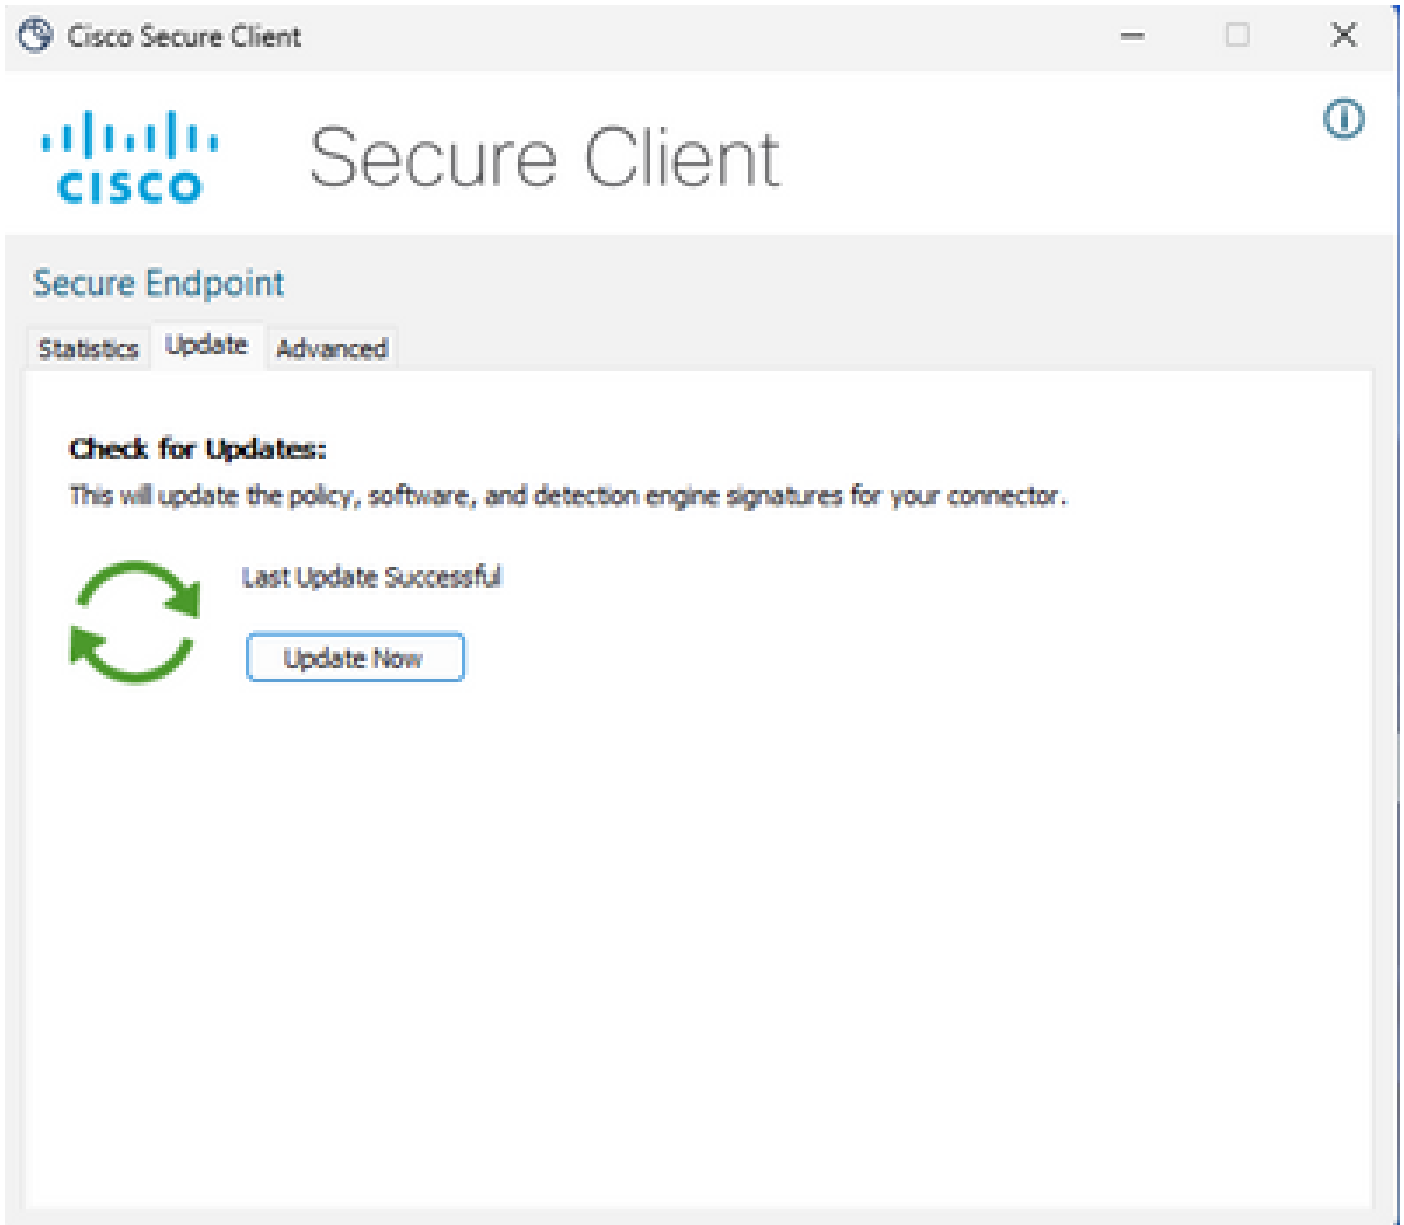 Cisco Secure Client
CISCO
Secure Client
Secure Endpoint
Statistics Update Advanced
Check for Updates:
This will update the policy, software, and detection engine signatures for your connector.
Last Update Successful
Update Now